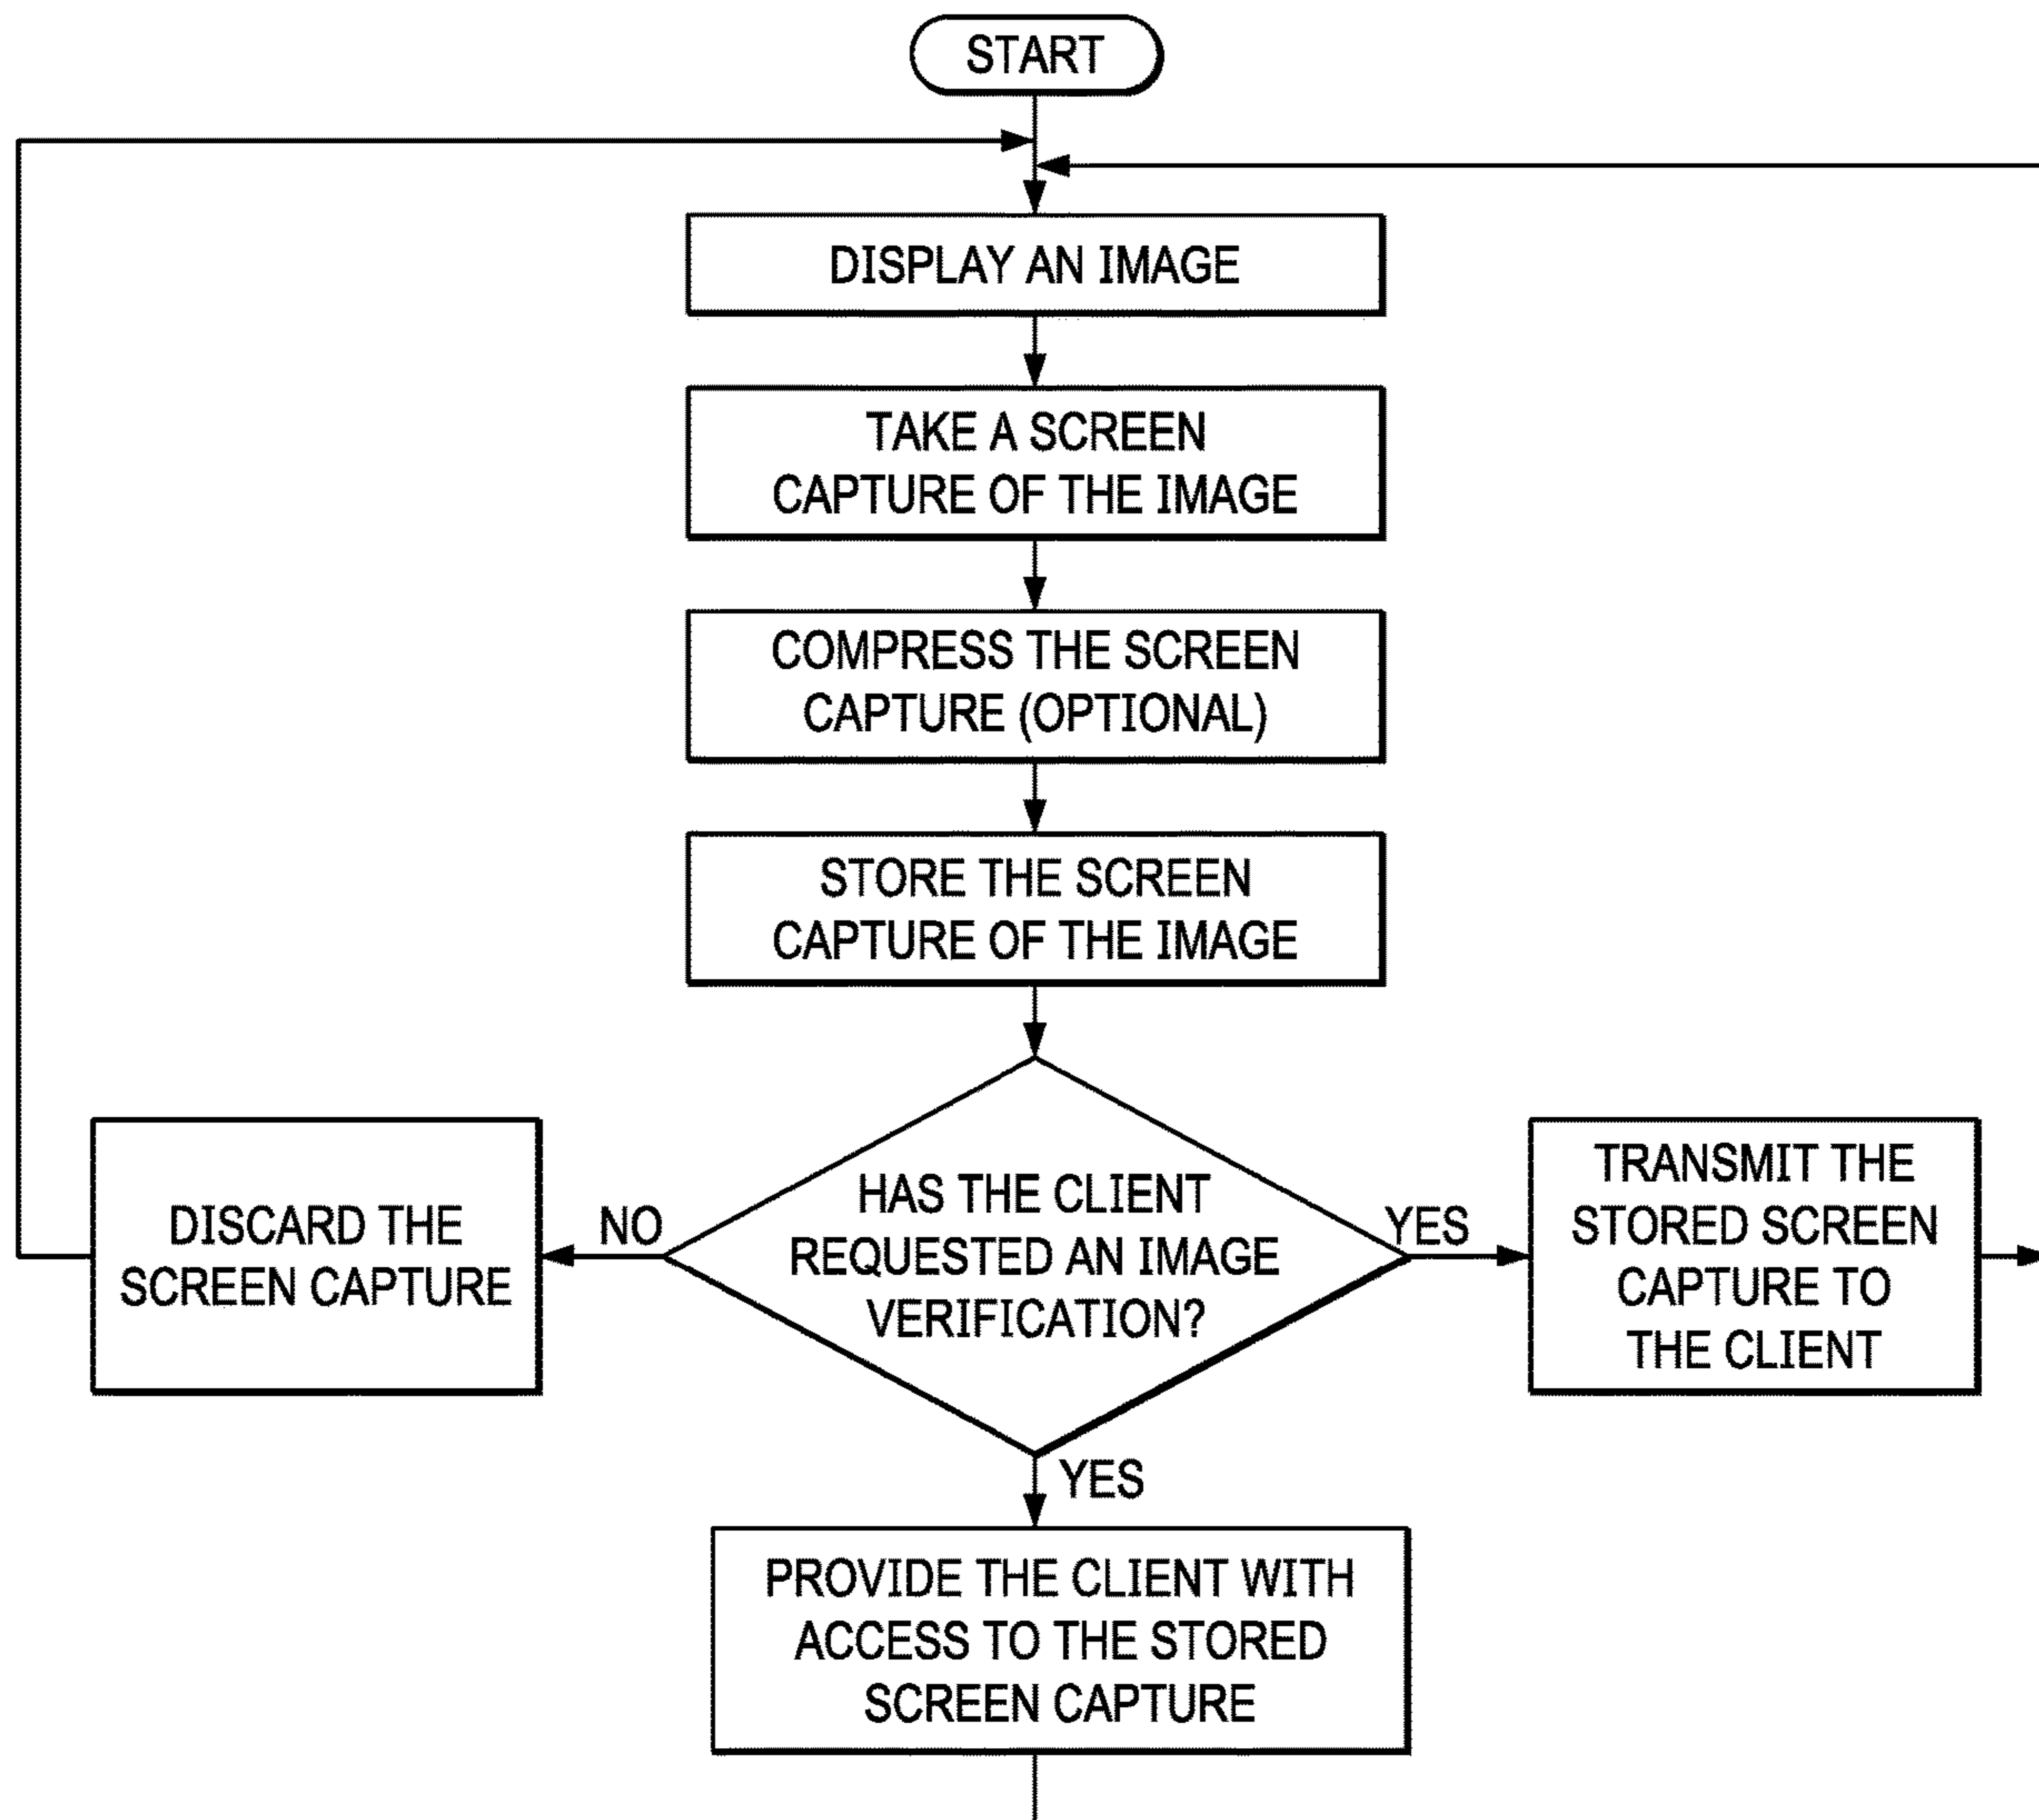 START
DISPLAY AN IMAGE
TAKE A SCREEN
CAPTURE OF THE IMAGE
COMPRESS THE SCREEN
CAPTURE (OPTIONAL)
STORE THE SCREEN
CAPTURE OF THE IMAGE
HAS THE CLIENT
REQUESTED AN IMAGE
VERIFICATION?
NO
DISCARD THE
SCREEN CAPTURE
YES
TRANSMIT THE
STORED SCREEN
CAPTURE TO
THE CLIENT
YES
PROVIDE THE CLIENT WITH
ACCESS TO THE STORED
SCREEN CAPTURE